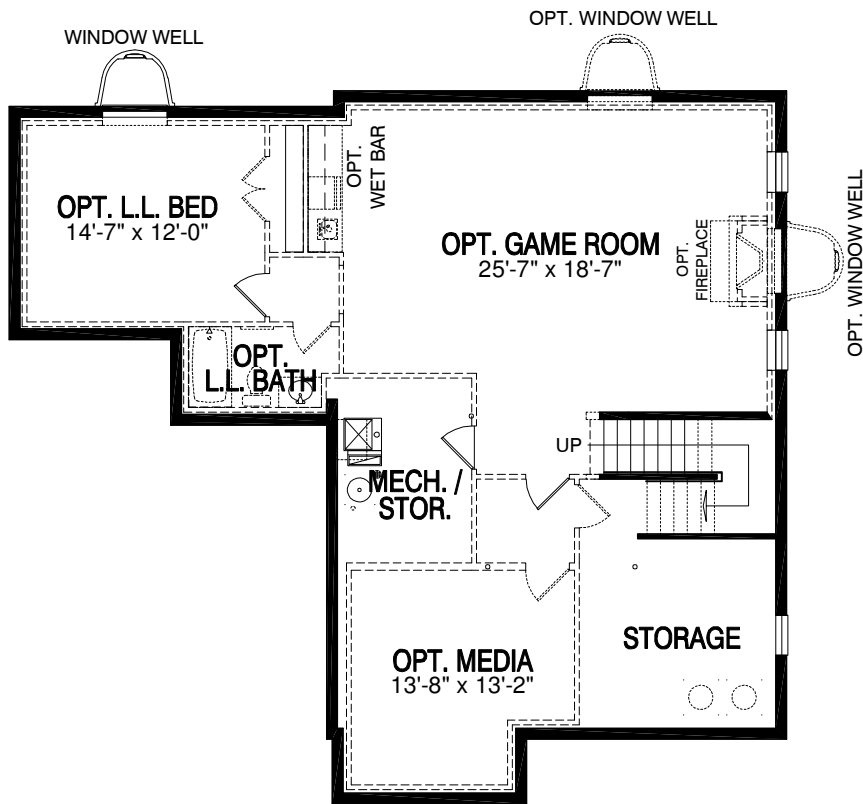 OPT. WINDOW WELL
WINDOW WELL
OPT.
WET BAR
OPT. L.L. BED
14'-7" x 12'-0"
OPT. GAME ROOM
25'-7" x 18'-7"
OPT.
FIREPLACE
OPT. WINDOW WELL
OPT.
L.L. BATH
UP
MECH. /
STOR.
STORAGE
OPT. MEDIA
13'-8" x 13'-2"